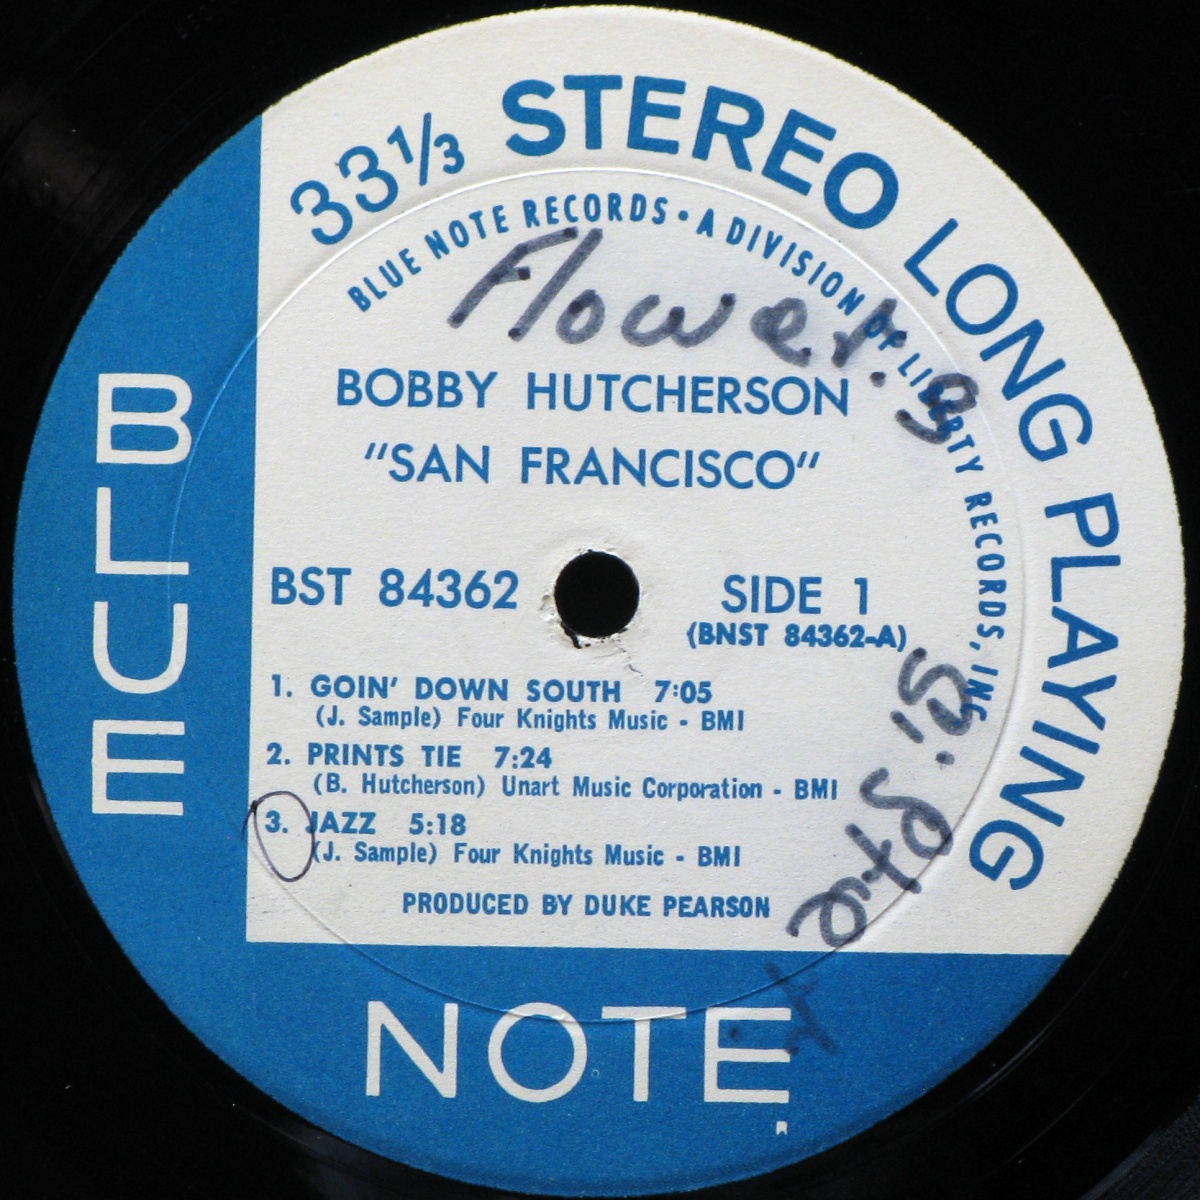 33⅓ STEREO LONG PLAYING
BLUE NOTE RECORDS • A DIVISION OF LIBERTY RECORDS, INC
Flower
BOBBY HUTCHERSON
"SAN FRANCISCO"
BST 84362
SIDE 1
(BNST 84362-A)
1. GOIN' DOWN SOUTH 7:05
(J. Sample) Four Knights Music - BMI
2. PRINTS TIE 7:24
(B. Hutcherson) Unart Music Corporation - BMI
3. JAZZ 5:18
(J. Sample) Four Knights Music - BMI
PRODUCED BY DUKE PEARSON
BLUE
NOTE
R